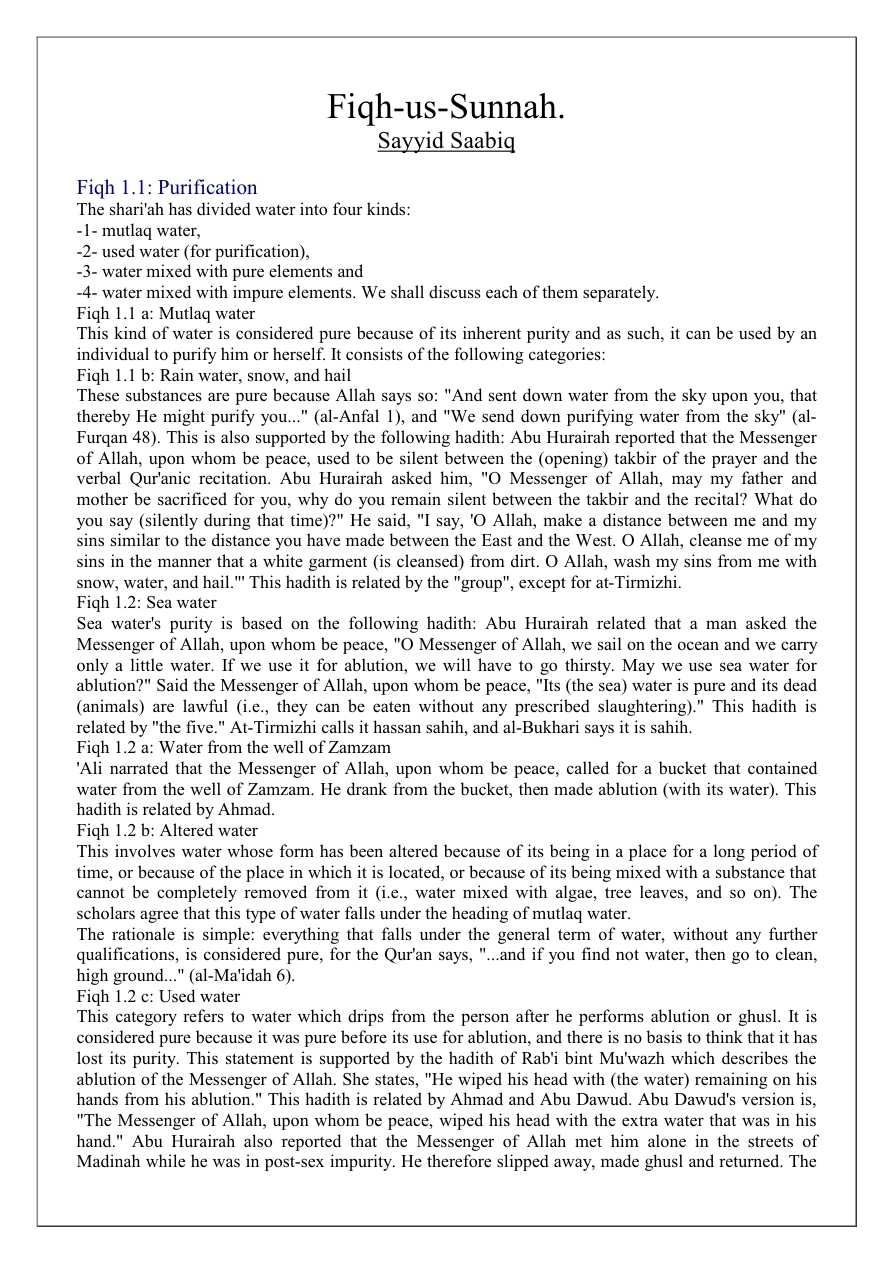 Fiqh-us-Sunnah.
Sayyid Saabiq
Fiqh 1.1: Purification
The shari'ah has divided water into four kinds:
-1- mutlaq water,
-2- used water (for purification),
-3- water mixed with pure elements and
-4- water mixed with impure elements. We shall discuss each of them separately.
Fiqh 1.1 a: Mutlaq water
This kind of water is considered pure because of its inherent purity and as such, it can be used by an
individual to purify him or herself. It consists of the following categories:
Fiqh 1.1 b: Rain water, snow, and hail
These substances are pure because Allah says so: "And sent down water from the sky upon you, that
thereby He might purify you..." (al-Anfal 1), and "We send down purifying water from the sky" (al-
Furqan 48). This is also supported by the following hadith: Abu Hurairah reported that the Messenger
of Allah, upon whom be peace, used to be silent between the (opening) takbir of the prayer and the
verbal Qur'anic recitation. Abu Hurairah asked him, "O Messenger of Allah, may my father and
mother be sacrificed for you, why do you remain silent between the takbir and the recital? What do
you say (silently during that time)?" He said, "I say, 'O Allah, make a distance between me and my
sins similar to the distance you have made between the East and the West. O Allah, cleanse me of my
sins in the manner that a white garment (is cleansed) from dirt. O Allah, wash my sins from me with
snow, water, and hail."' This hadith is related by the "group", except for at-Tirmizhi.
Fiqh 1.2: Sea water
Sea water's purity is based on the following hadith: Abu Hurairah related that a man asked the
Messenger of Allah, upon whom be peace, "O Messenger of Allah, we sail on the ocean and we carry
only a little water. If we use it for ablution, we will have to go thirsty. May we use sea water for
ablution?" Said the Messenger of Allah, upon whom be peace, "Its (the sea) water is pure and its dead
(animals) are lawful (i.e., they can be eaten without any prescribed slaughtering)." This hadith is
related by "the five." At-Tirmizhi calls it hassan sahih, and al-Bukhari says it is sahih.
Fiqh 1.2 a: Water from the well of Zamzam
'Ali narrated that the Messenger of Allah, upon whom be peace, called for a bucket that contained
water from the well of Zamzam. He drank from the bucket, then made ablution (with its water). This
hadith is related by Ahmad.
Fiqh 1.2 b: Altered water
This involves water whose form has been altered because of its being in a place for a long period of
time, or because of the place in which it is located, or because of its being mixed with a substance that
cannot be completely removed from it (i.e., water mixed with algae, tree leaves, and so on). The
scholars agree that this type of water falls under the heading of mutlaq water.
The rationale is simple: everything that falls under the general term of water, without any further
qualifications, is considered pure, for the Qur'an says, "...and if you find not water, then go to clean,
high ground..." (al-Ma'idah 6).
Fiqh 1.2 c: Used water
This category refers to water which drips from the person after he performs ablution or ghusl. It is
considered pure because it was pure before its use for ablution, and there is no basis to think that it has
lost its purity. This statement is supported by the hadith of Rab'i bint Mu'wazh which describes the
ablution of the Messenger of Allah. She states, "He wiped his head with (the water) remaining on his
hands from his ablution." This hadith is related by Ahmad and Abu Dawud. Abu Dawud's version is,
"The Messenger of Allah, upon whom be peace, wiped his head with the extra water that was in his
hand." Abu Hurairah also reported that the Messenger of Allah met him alone in the streets of
Madinah while he was in post-sex impurity. He therefore slipped away, made ghusl and returned. The